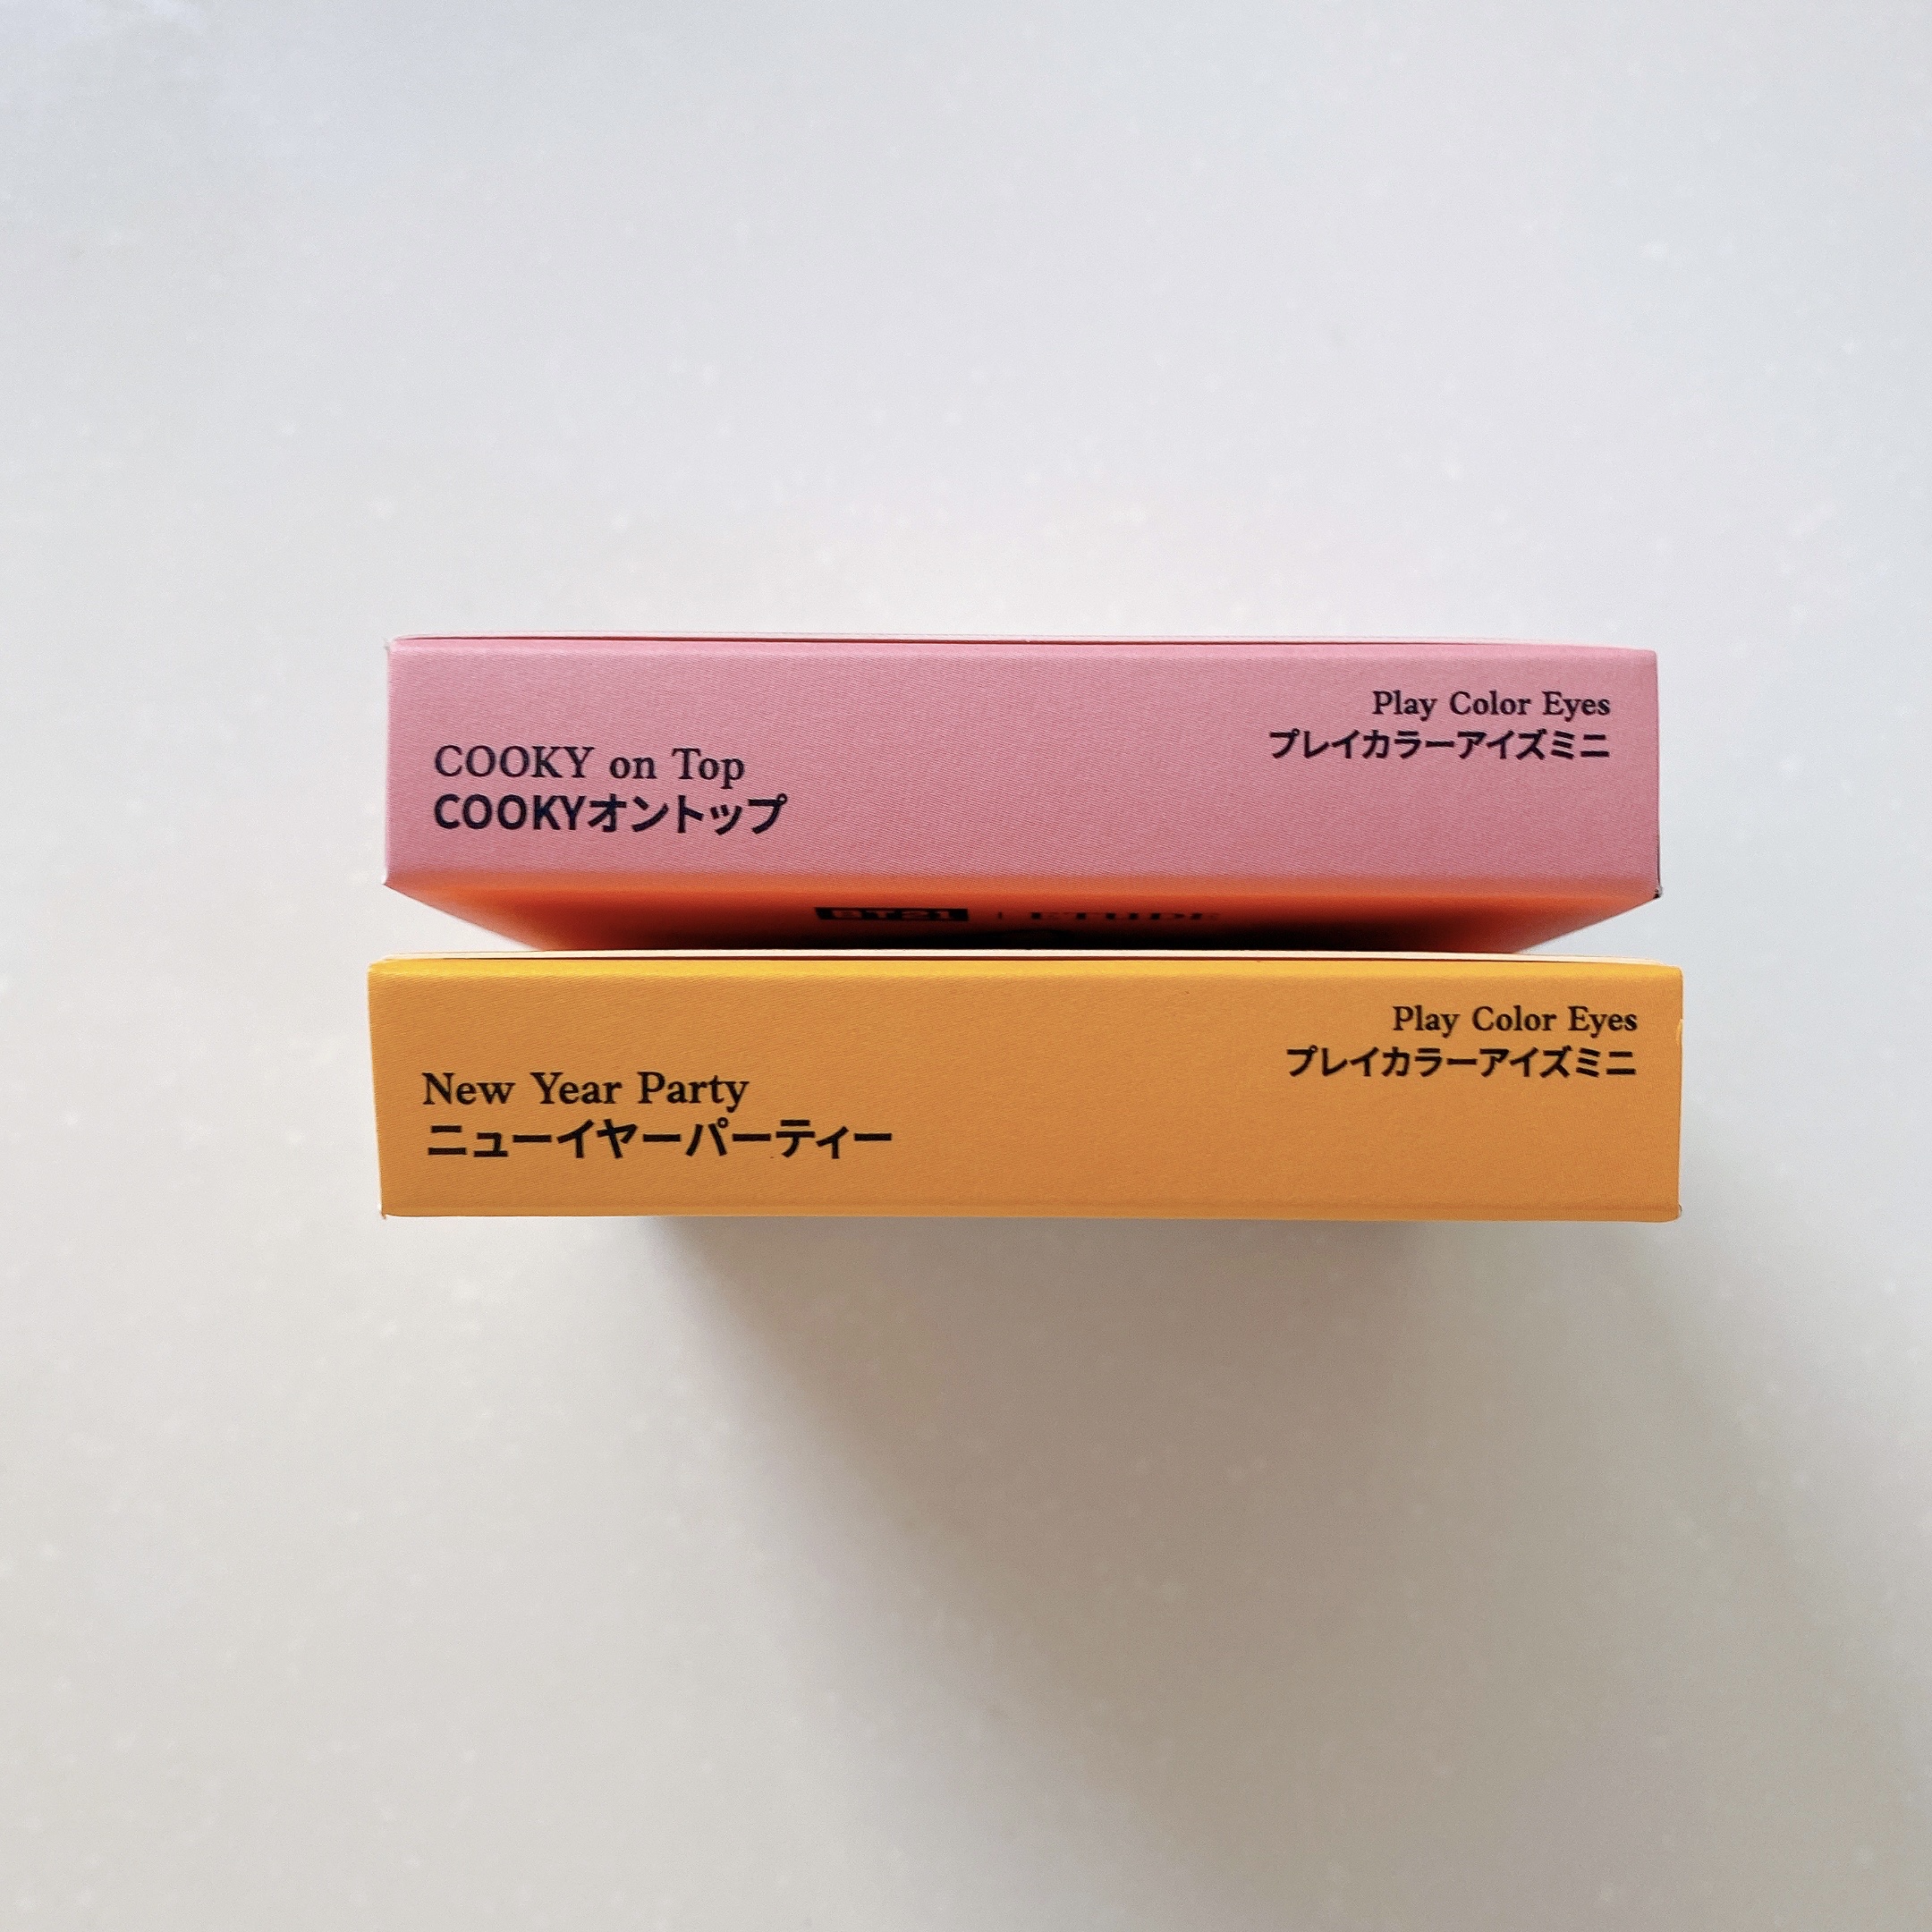 Play Color Eyes
プレイカラーアイズミニ
COOKY on Top
COOKYオントップ
BT21 | ETUDE
Play Color Eyes
プレイカラーアイズミニ
New Year Party
ニューイヤーパーティー